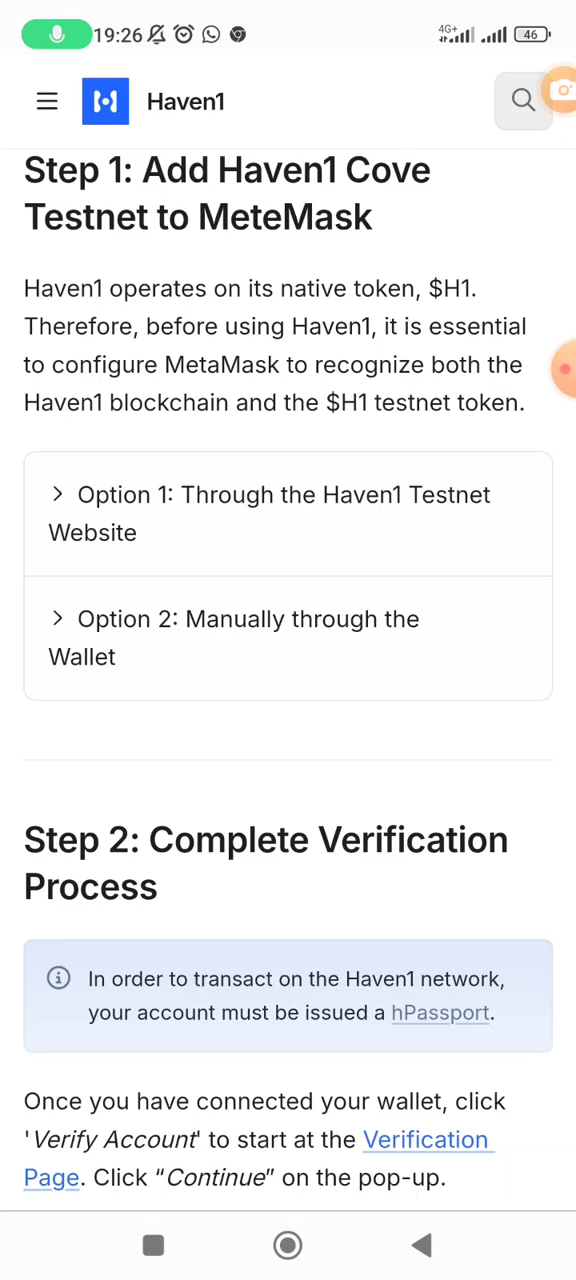 19:26
4G+
46
Haven1
Step 1: Add Haven1 Cove
Testnet to MeteMask
Haven1 operates on its native token, $H1.
Therefore, before using Haven1, it is essential
to configure MetaMask to recognize both the
Haven1 blockchain and the $H1 testnet token.
Option 1: Through the Haven1 Testnet
Website
Option 2: Manually through the
Wallet
Step 2: Complete Verification
Process
In order to transact on the Haven1 network,
your account must be issued a hPassport.
Once you have connected your wallet, click
'Verify Account' to start at the Verification
Page. Click “Continue” on the pop-up.